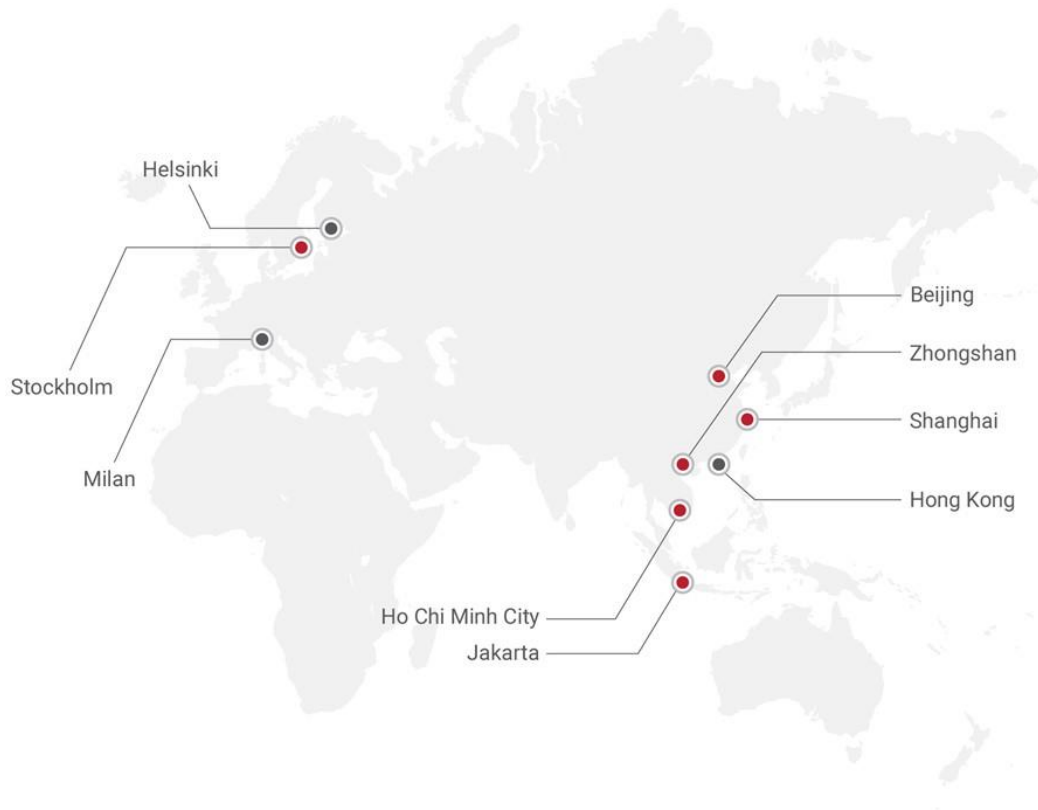 Helsinki
Beijing
Zhongshan
Stockholm
Shanghai
Milan
Hong Kong
Ho Chi Minh City
Jakarta